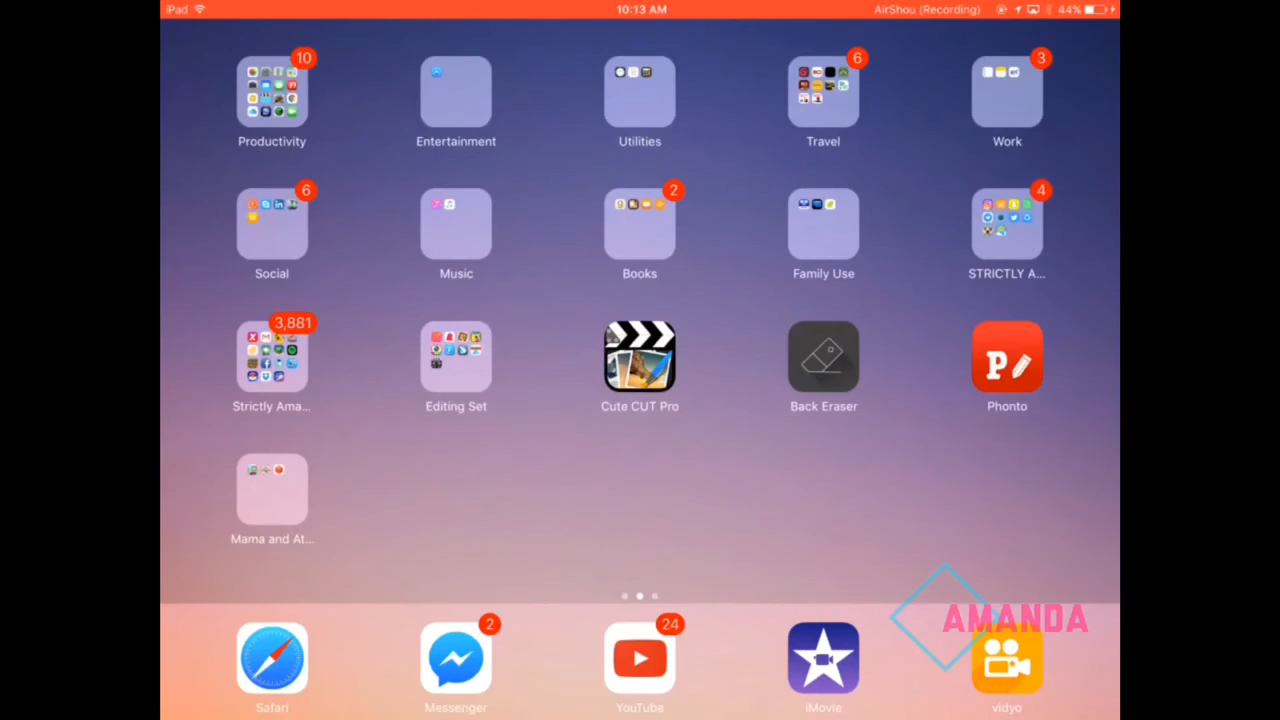 iPad 10:13 AM AirShou (Recording) 44%
10 6 3
Productivity Entertainment Utilities Travel Work
6 2 4
Social Music Books Family Use STRICTLY A...
3,881
P
Strictly Ama... Editing Set Cute CUT Pro Back Eraser Phonto
Mama and At...
AMANDA
2 24
Safari Messenger YouTube iMovie vidyo